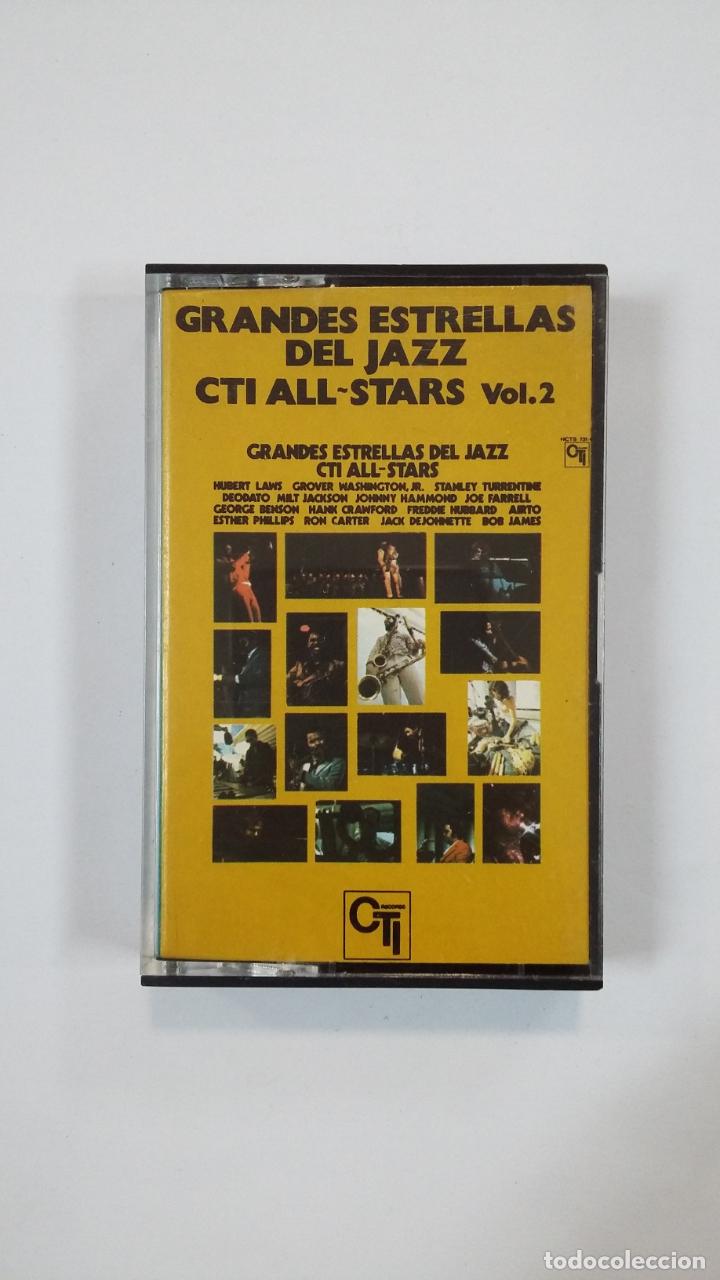 GRANDES ESTRELLAS
DEL JAZZ
CTI ALL~STARS Vol.2
GRANDES ESTRELLAS DEL JAZZ
CTI ALL-STARS
CTI
HUBERT LAWS GROVER WASHINGTON, JR. STANLEY TURRENTINE
DEODATO MILT JACKSON JOHNNY HAMMOND JOE FARRELL
GEORGE BENSON HANK CRAWFORD FREDDIE HUBBARD AIRTO
ESTHER PHILLIPS RON CARTER JACK DEJOHNETTE BOB JAMES
CTI RECORDS
todocoleccion